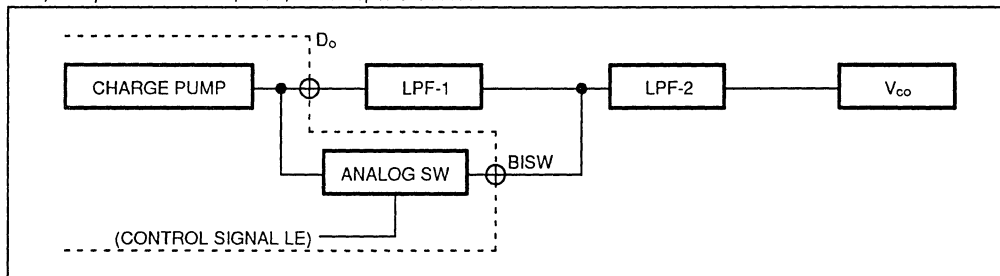 Do
CHARGE PUMP
LPF-1
LPF-2
Vco
ANALOG SW
BISW
(CONTROL SIGNAL LE)